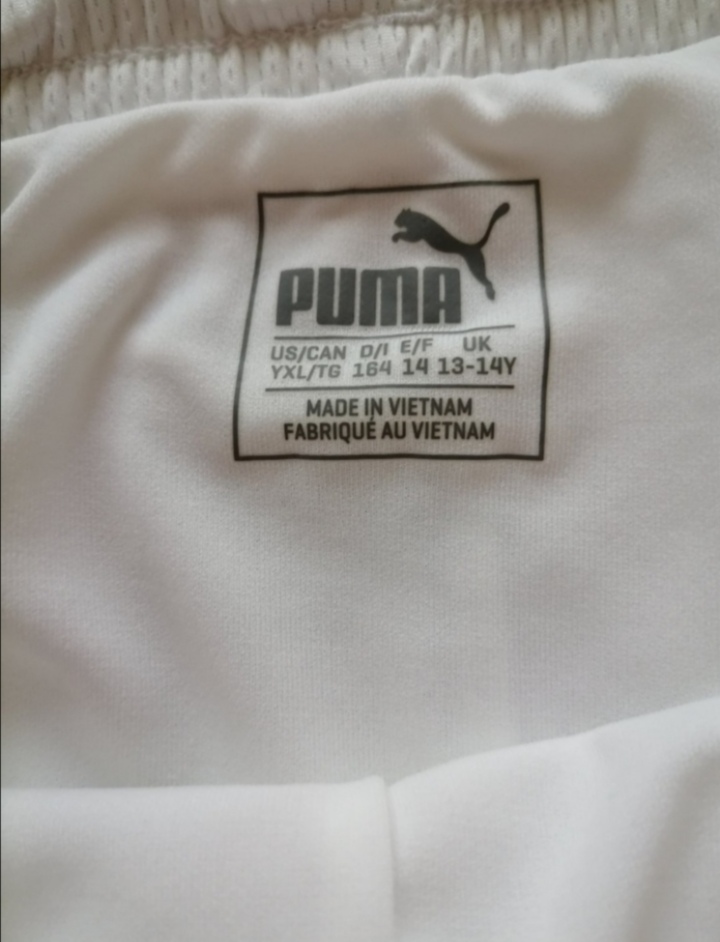 PUMA
US/CAN D/I E/F UK
YXL/TG 164 14 13-14Y
MADE IN VIETNAM
FABRIQUÉ AU VIETNAM